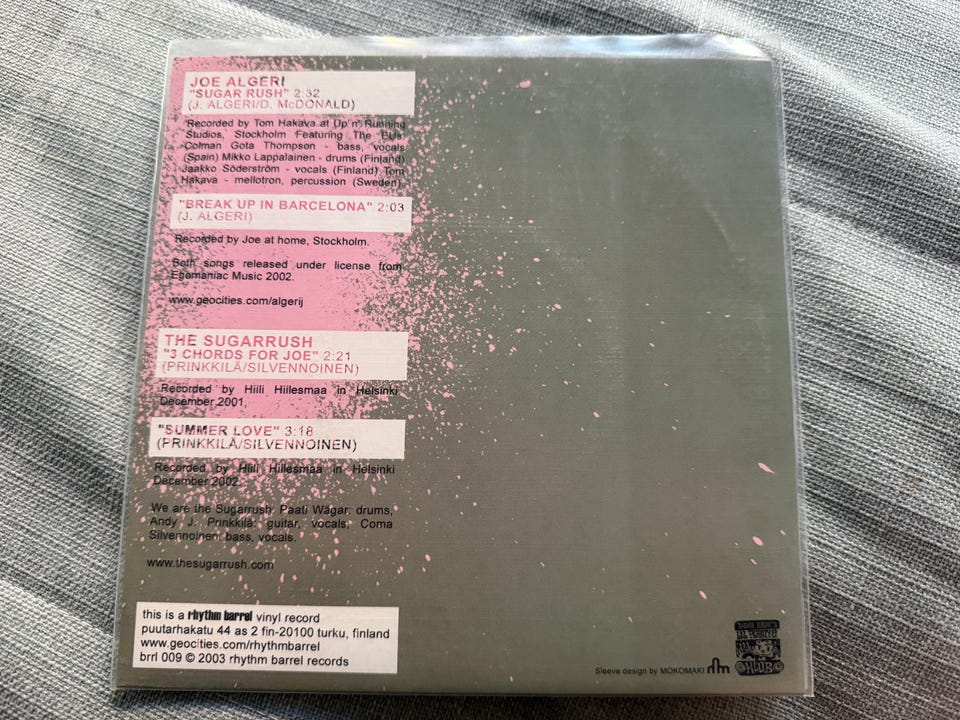 JOE ALGERI
"SUGAR RUSH" 2:32
(J. ALGERI/D. McDONALD)
Recorded by Tom Hakava at Up'n'Running
Studios, Stockholm Featuring The EUs:
Colman Gota Thompson - bass, vocals
(Spain) Mikko Lappalainen - drums (Finland)
Jaakko Söderström - vocals (Finland) Tom
Hakava - mellotron, percussion (Sweden)
"BREAK UP IN BARCELONA" 2:03
(J. ALGERI)
Recorded by Joe at home, Stockholm.
Both songs released under license from
Egomaniac Music 2002.
www.geocities.com/algerij
THE SUGARRUSH
"3 CHORDS FOR JOE" 2:21
(PRINKKILÄ/SILVENNOINEN)
Recorded by Hiili Hiilesmaa in Helsinki
December 2001.
"SUMMER LOVE" 3:18
(PRINKKILÄ/SILVENNOINEN)
Recorded by Hiili Hiilesmaa in Helsinki
December 2002.
We are the Sugarrush: Paati Wagar: drums,
Andy J. Prinkkilä: guitar, vocals, Coma
Silvennoinen: bass, vocals.
www.thesugarrush.com
this is a rhythm barrel vinyl record
puutarhakatu 44 as 2 fin-20100 turku, finland
www.geocities.com/rhythmbarrel
brrl 009 © 2003 rhythm barrel records
Sleeve design by MOKOMAKI
KLUB